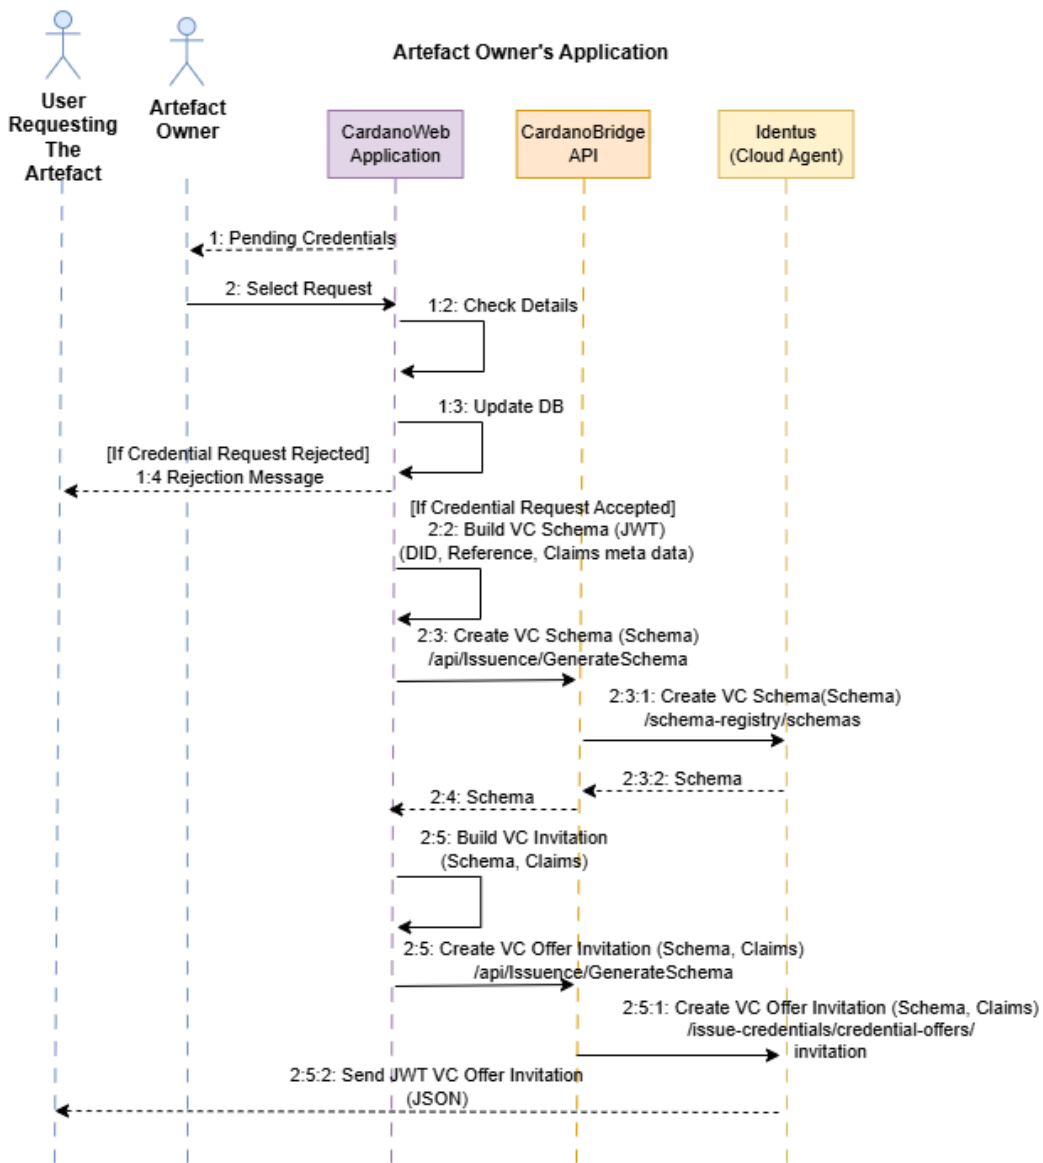 Artefact Owner's Application
User
Requesting
The
Artefact
Artefact
Owner
CardanoWeb
Application
CardanoBridge
API
Identus
(Cloud Agent)
1: Pending Credentials
2: Select Request
1:2: Check Details
1:3: Update DB
[If Credential Request Rejected]
1:4 Rejection Message
[If Credential Request Accepted]
2:2: Build VC Schema (JWT)
(DID, Reference, Claims meta data)
2:3: Create VC Schema (Schema)
/api/Issuence/GenerateSchema
2:3:1: Create VC Schema(Schema)
/schema-registry/schemas
2:3:2: Schema
2:4: Schema
2:5: Build VC Invitation
(Schema, Claims)
2:5: Create VC Offer Invitation (Schema, Claims)
/api/Issuence/GenerateSchema
2:5:1: Create VC Offer Invitation (Schema, Claims)
/issue-credentials/credential-offers/
invitation
2:5:2: Send JWT VC Offer Invitation
(JSON)